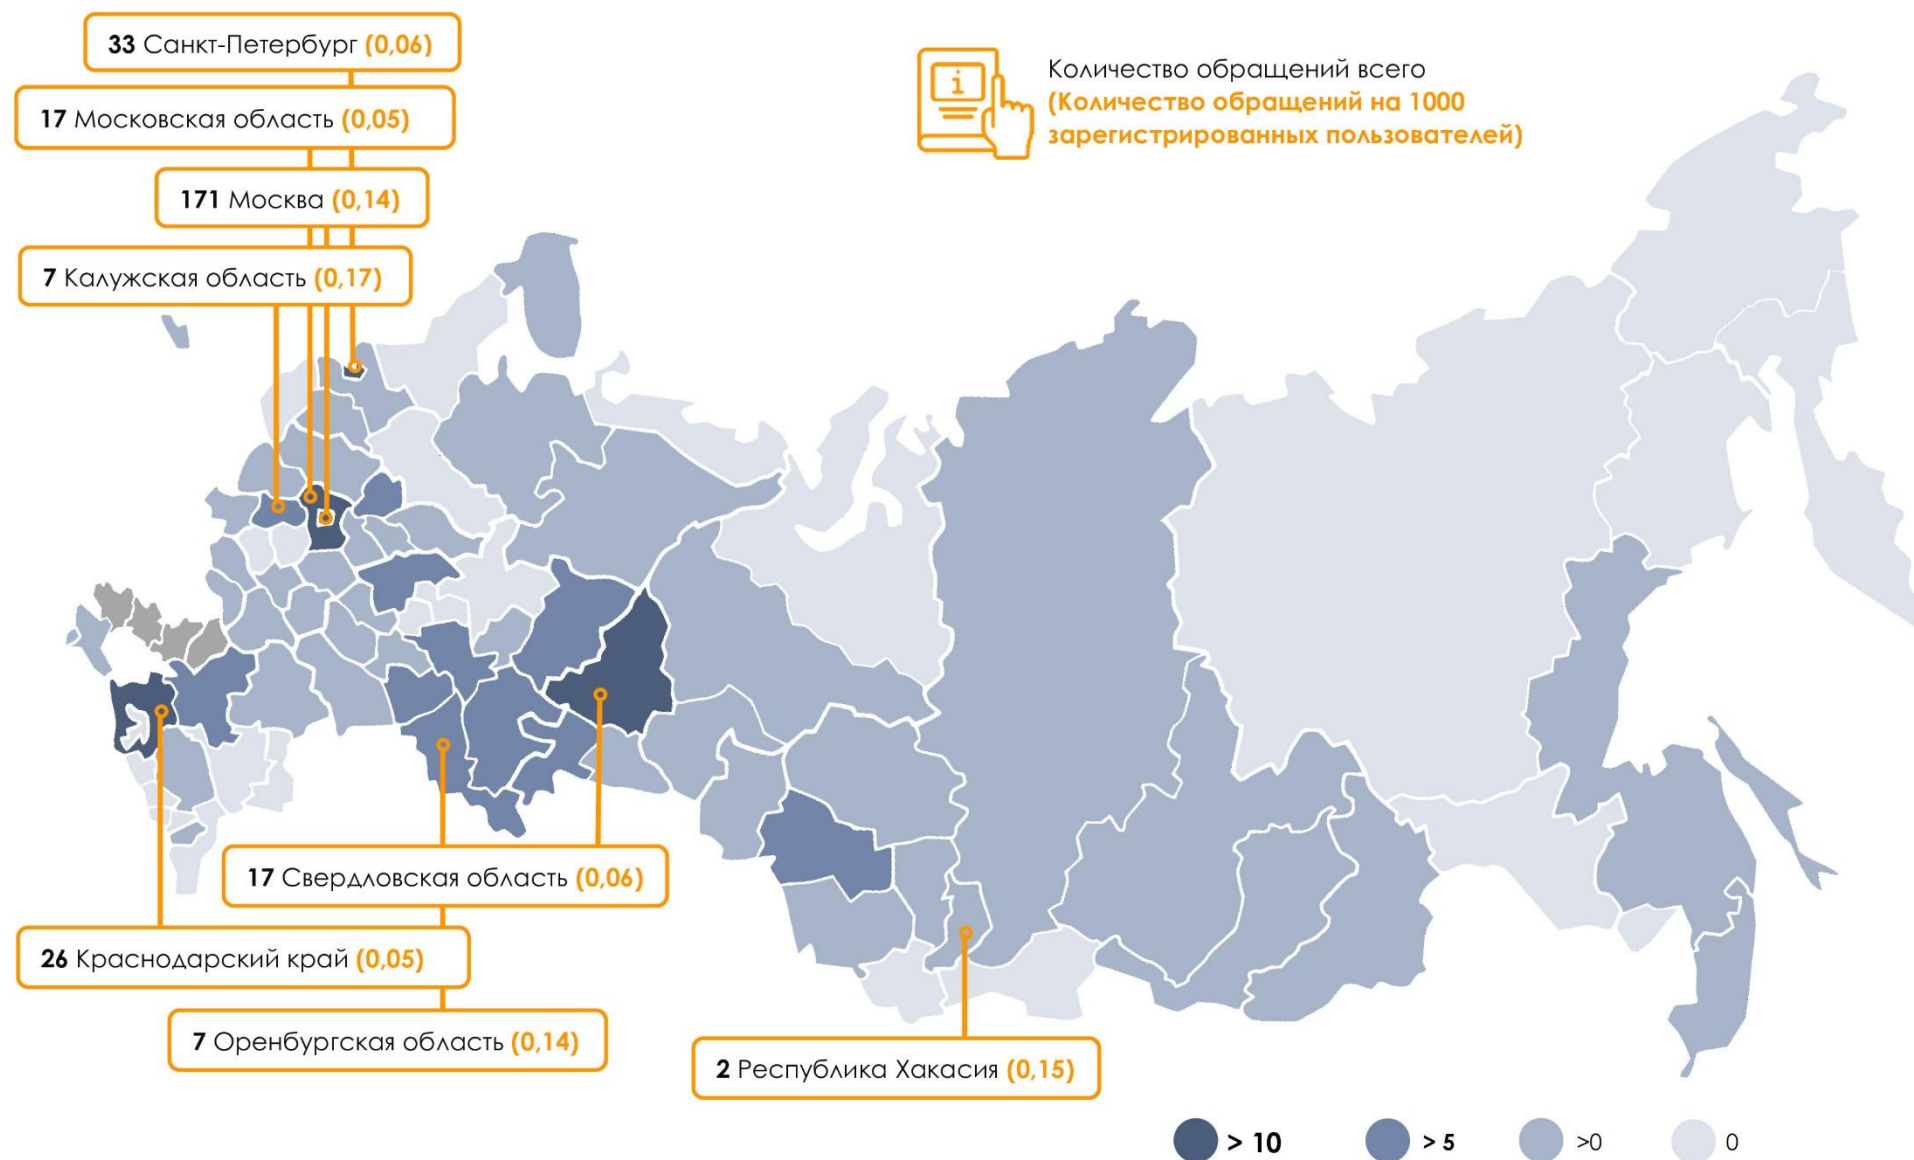 33 Санкт-Петербург (0,06)
17 Московская область (0,05)
171 Москва (0,14)
7 Калужская область (0,17)
i
Количество обращений всего
(Количество обращений на 1000
зарегистрированных пользователей)
17 Свердловская область (0,06)
26 Краснодарский край (0,05)
7 Оренбургская область (0,14)
2 Республика Хакасия (0,15)
> 10
> 5
>0
0